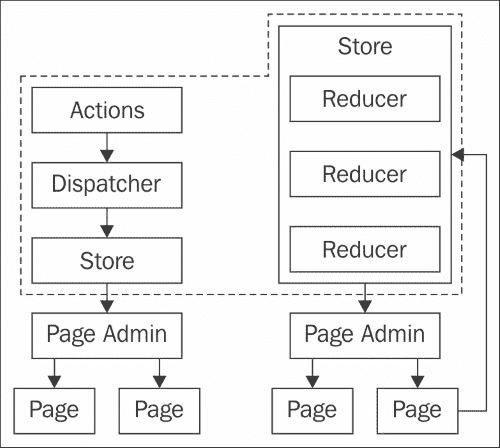 Actions
Dispatcher
Store
Page Admin
Page
Page
Store
Reducer
Reducer
Reducer
Page Admin
Page
Page